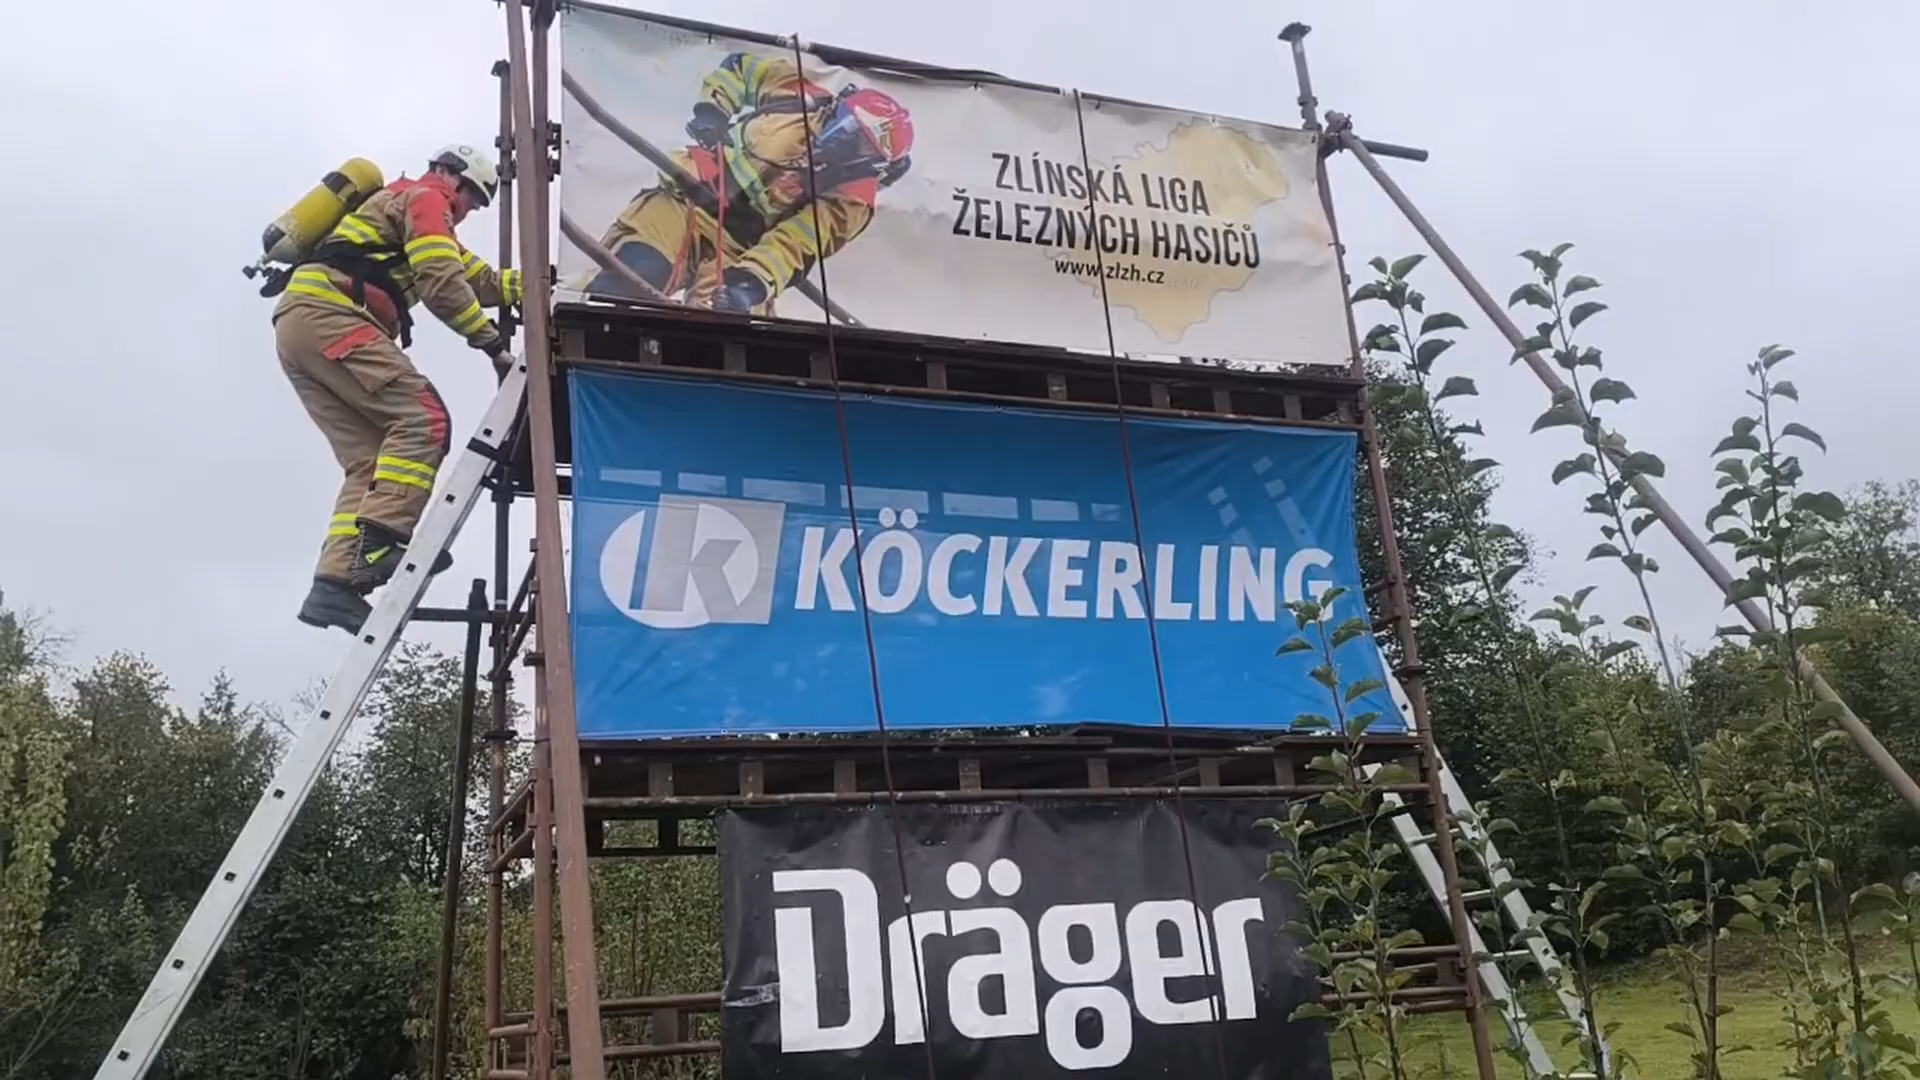 ZLÍNSKÁ LIGA
ŽELEZNÝCH HASIČŮ
www.zlzh.cz
k KÖCKERLING
Dräger